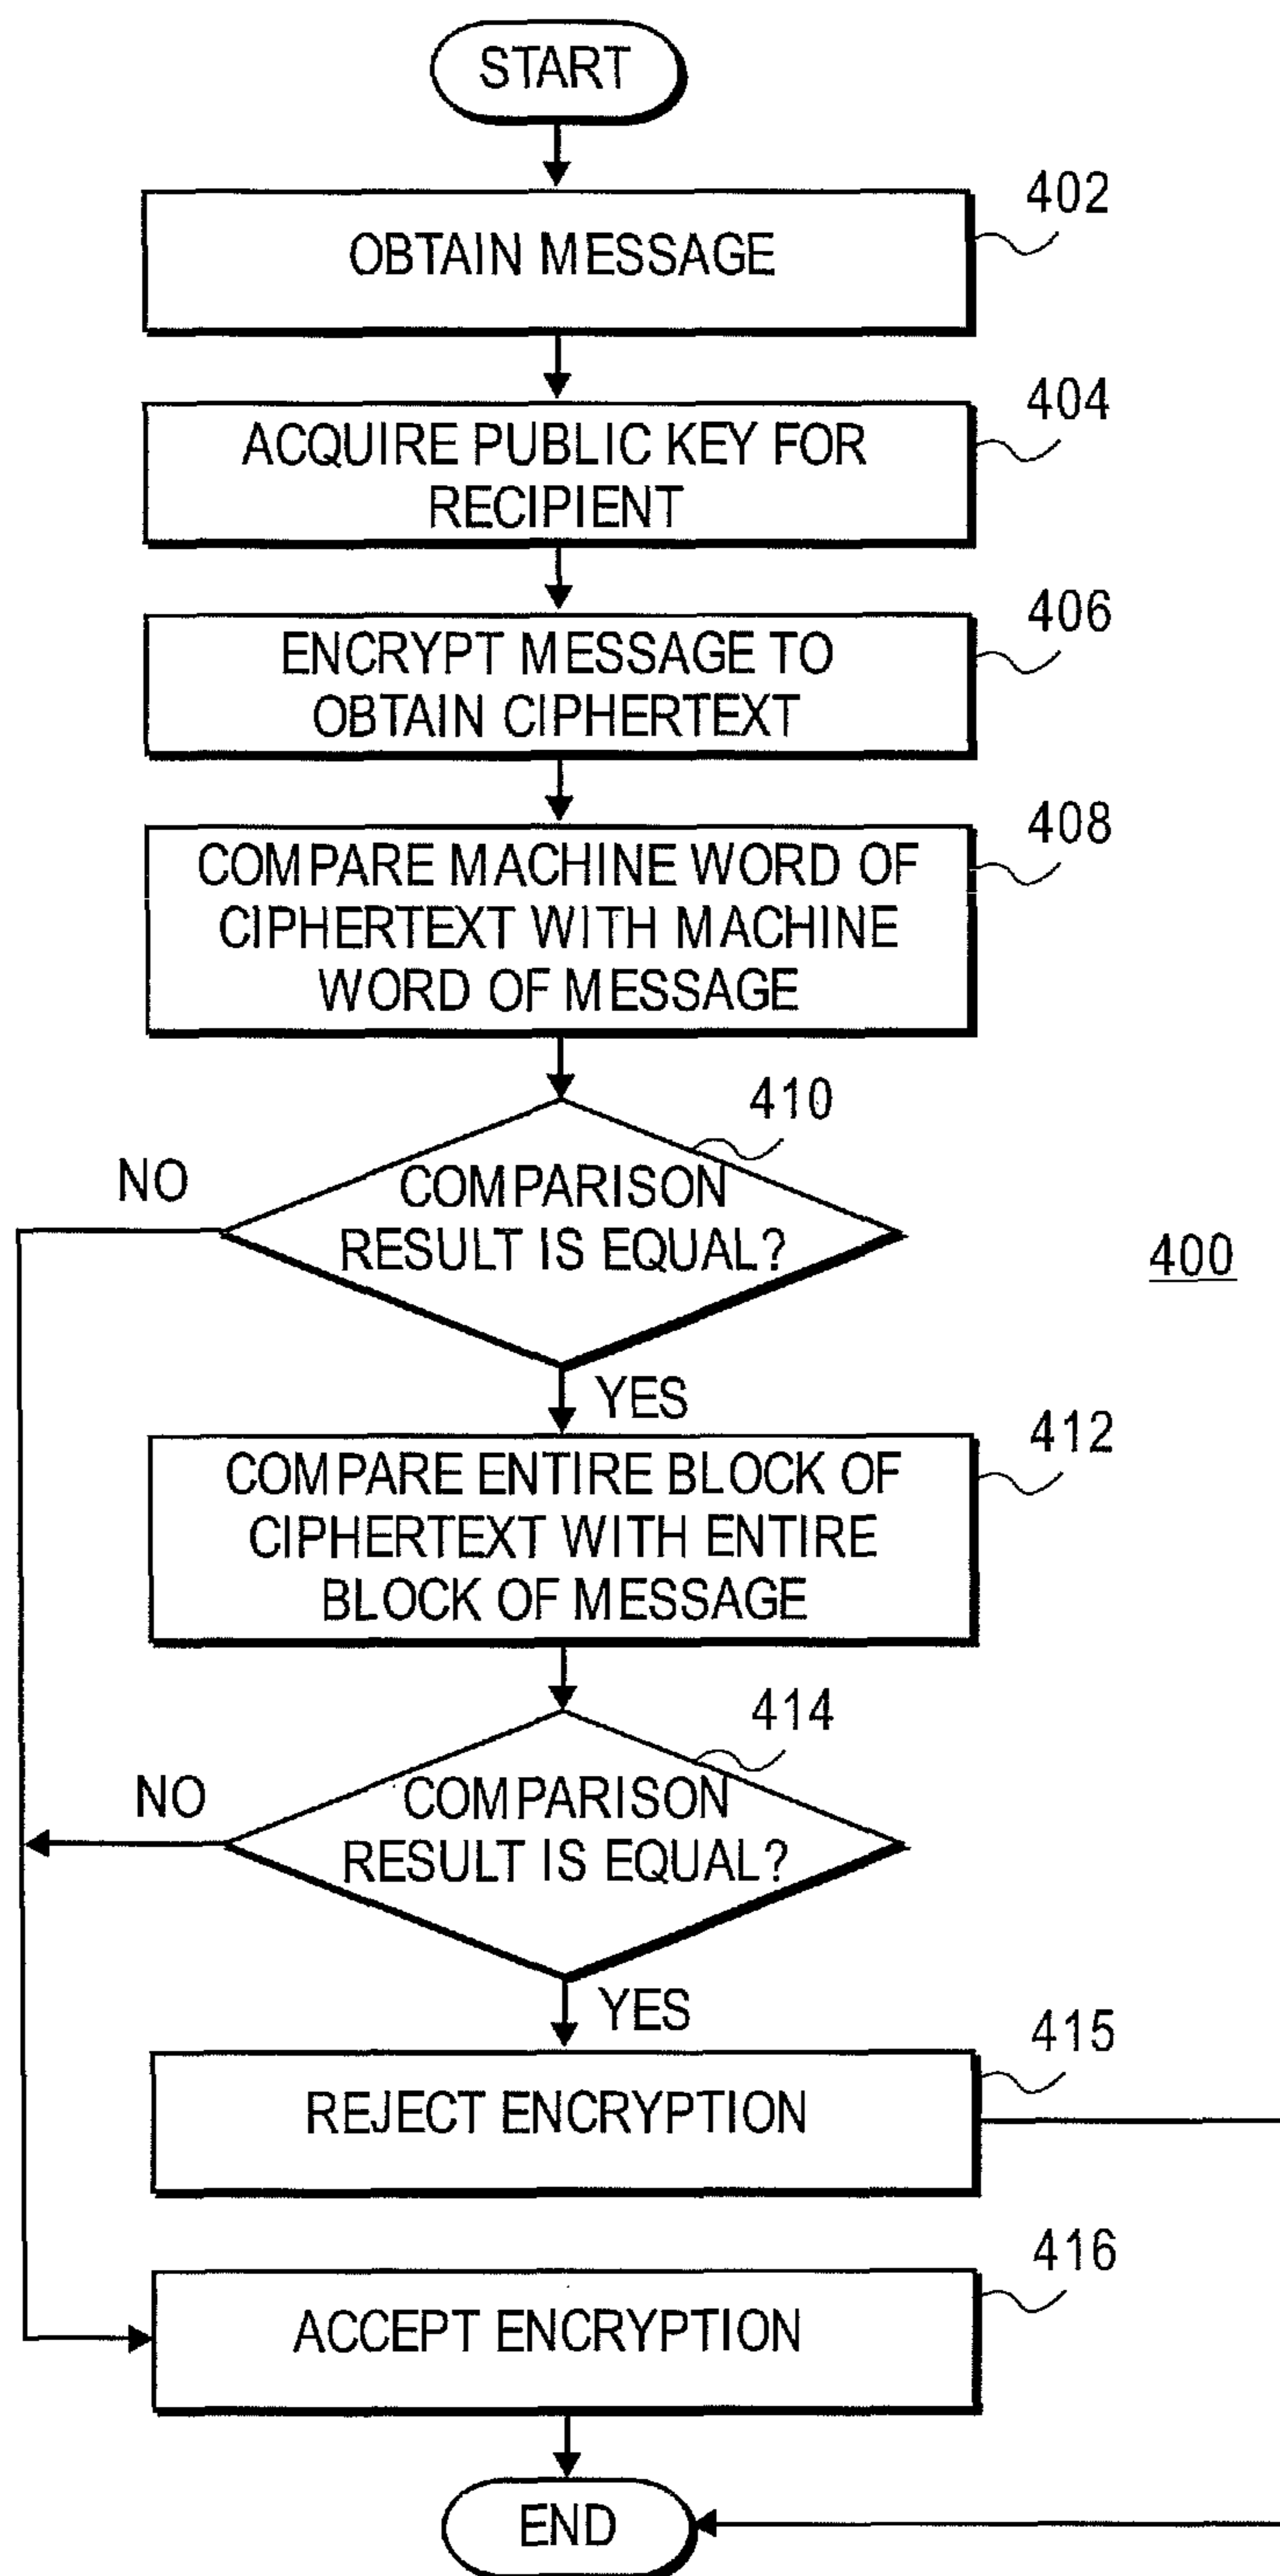 START
402
OBTAIN MESSAGE
404
ACQUIRE PUBLIC KEY FOR
RECIPIENT
406
ENCRYPT MESSAGE TO
OBTAIN CIPHERTEXT
408
COMPARE MACHINE WORD OF
CIPHERTEXT WITH MACHINE
WORD OF MESSAGE
410
NO
COMPARISON
RESULT IS EQUAL?
400
YES
412
COMPARE ENTIRE BLOCK OF
CIPHERTEXT WITH ENTIRE
BLOCK OF MESSAGE
414
NO
COMPARISON
RESULT IS EQUAL?
YES
415
REJECT ENCRYPTION
416
ACCEPT ENCRYPTION
END